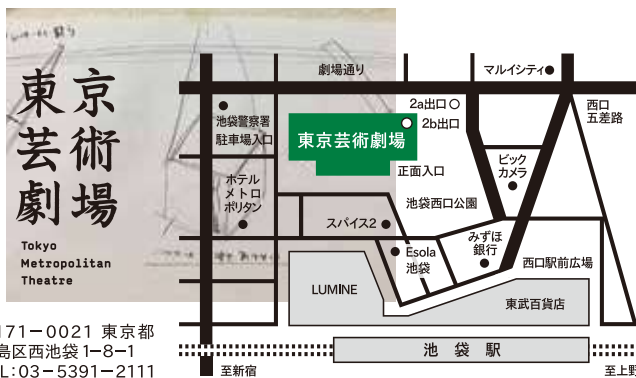 東京
芸術
劇場
Tokyo
Metropolitan
Theatre
171-0021 東京都
島区西池袋1-8-1
L:03-5391-2111
劇場通り
マルイシティ
2a出口
2b出口
西口
五差路
池袋警察署
駐車場入口
東京芸術劇場
正面入口
ビック
カメラ
ホテル
メトロ
ポリタン
池袋西口公園
スパイス2
みずほ
銀行
Esola
池袋
西口駅前広場
LUMINE
東武百貨店
池袋駅
至新宿
至上野